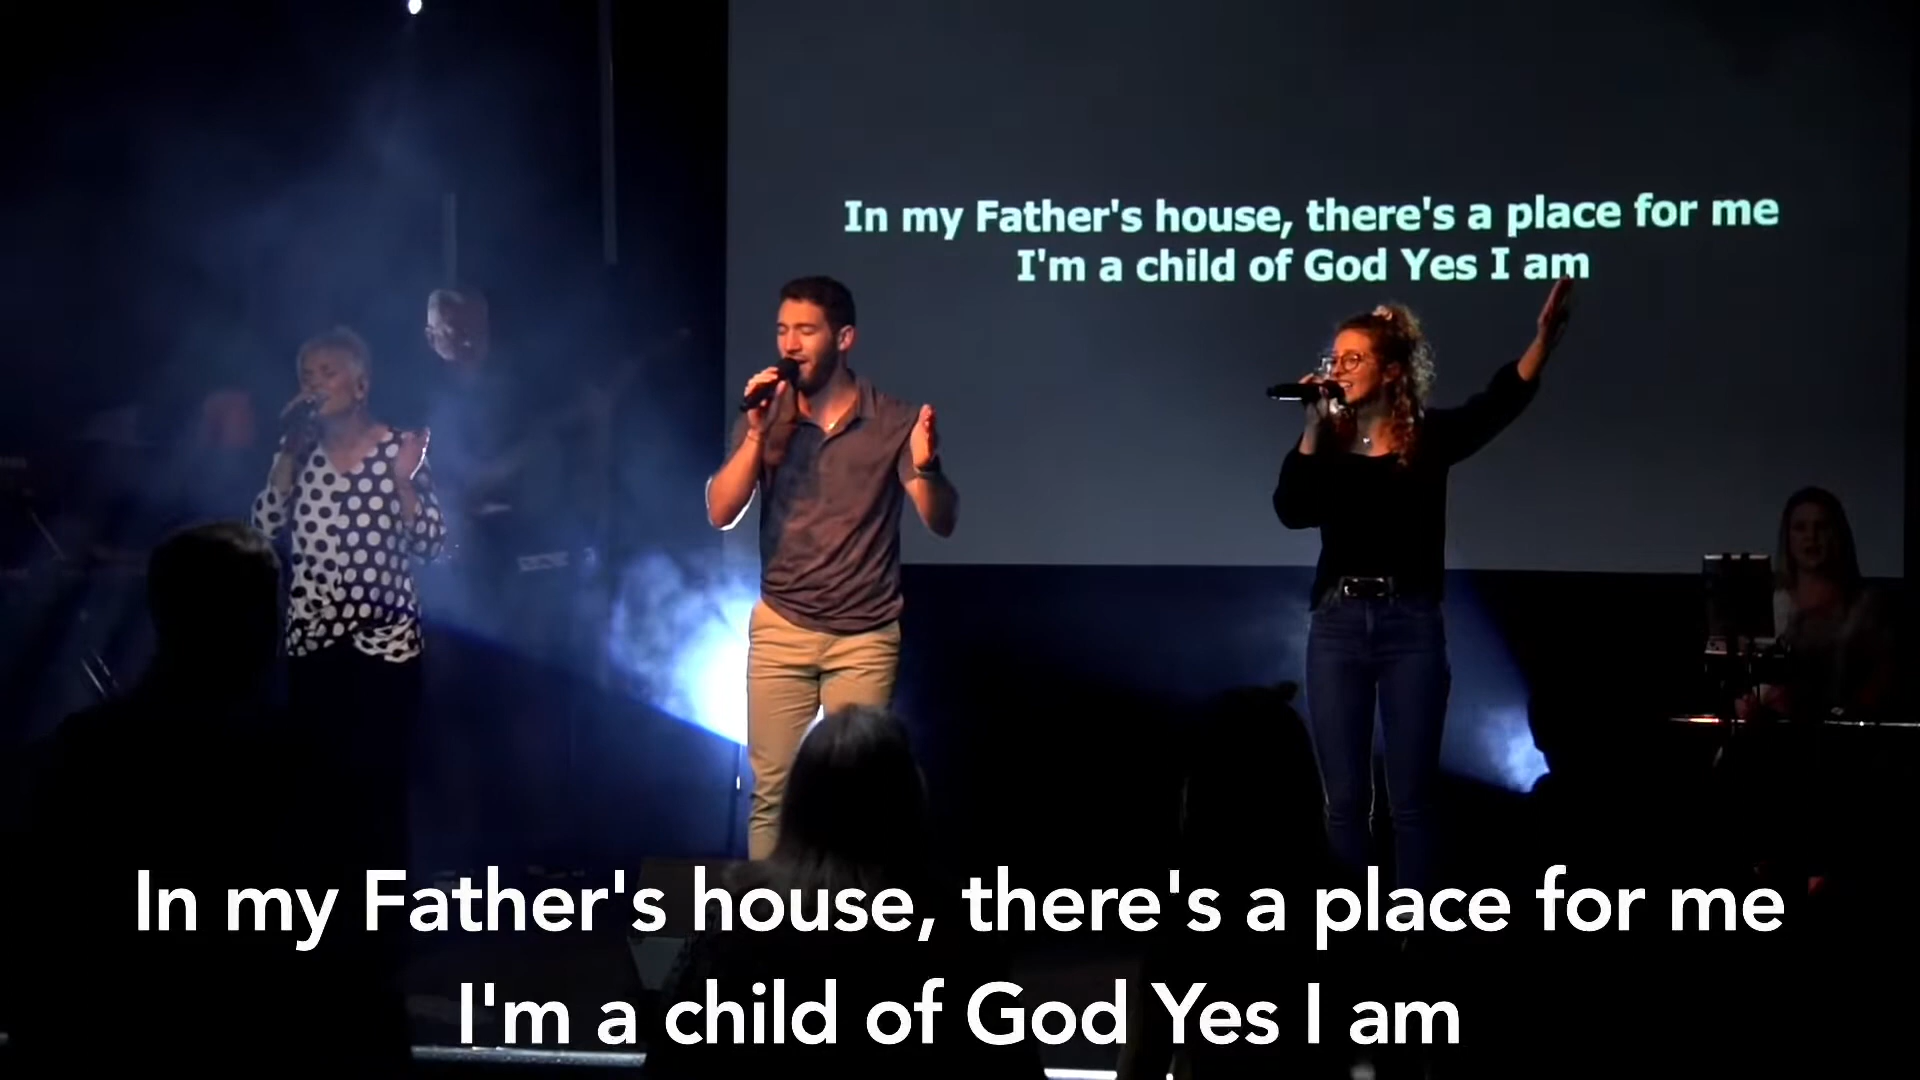 In my Father's house, there's a place for me
I'm a child of God Yes I am
In my Father's house, there's a place for me
I'm a child of God Yes I am